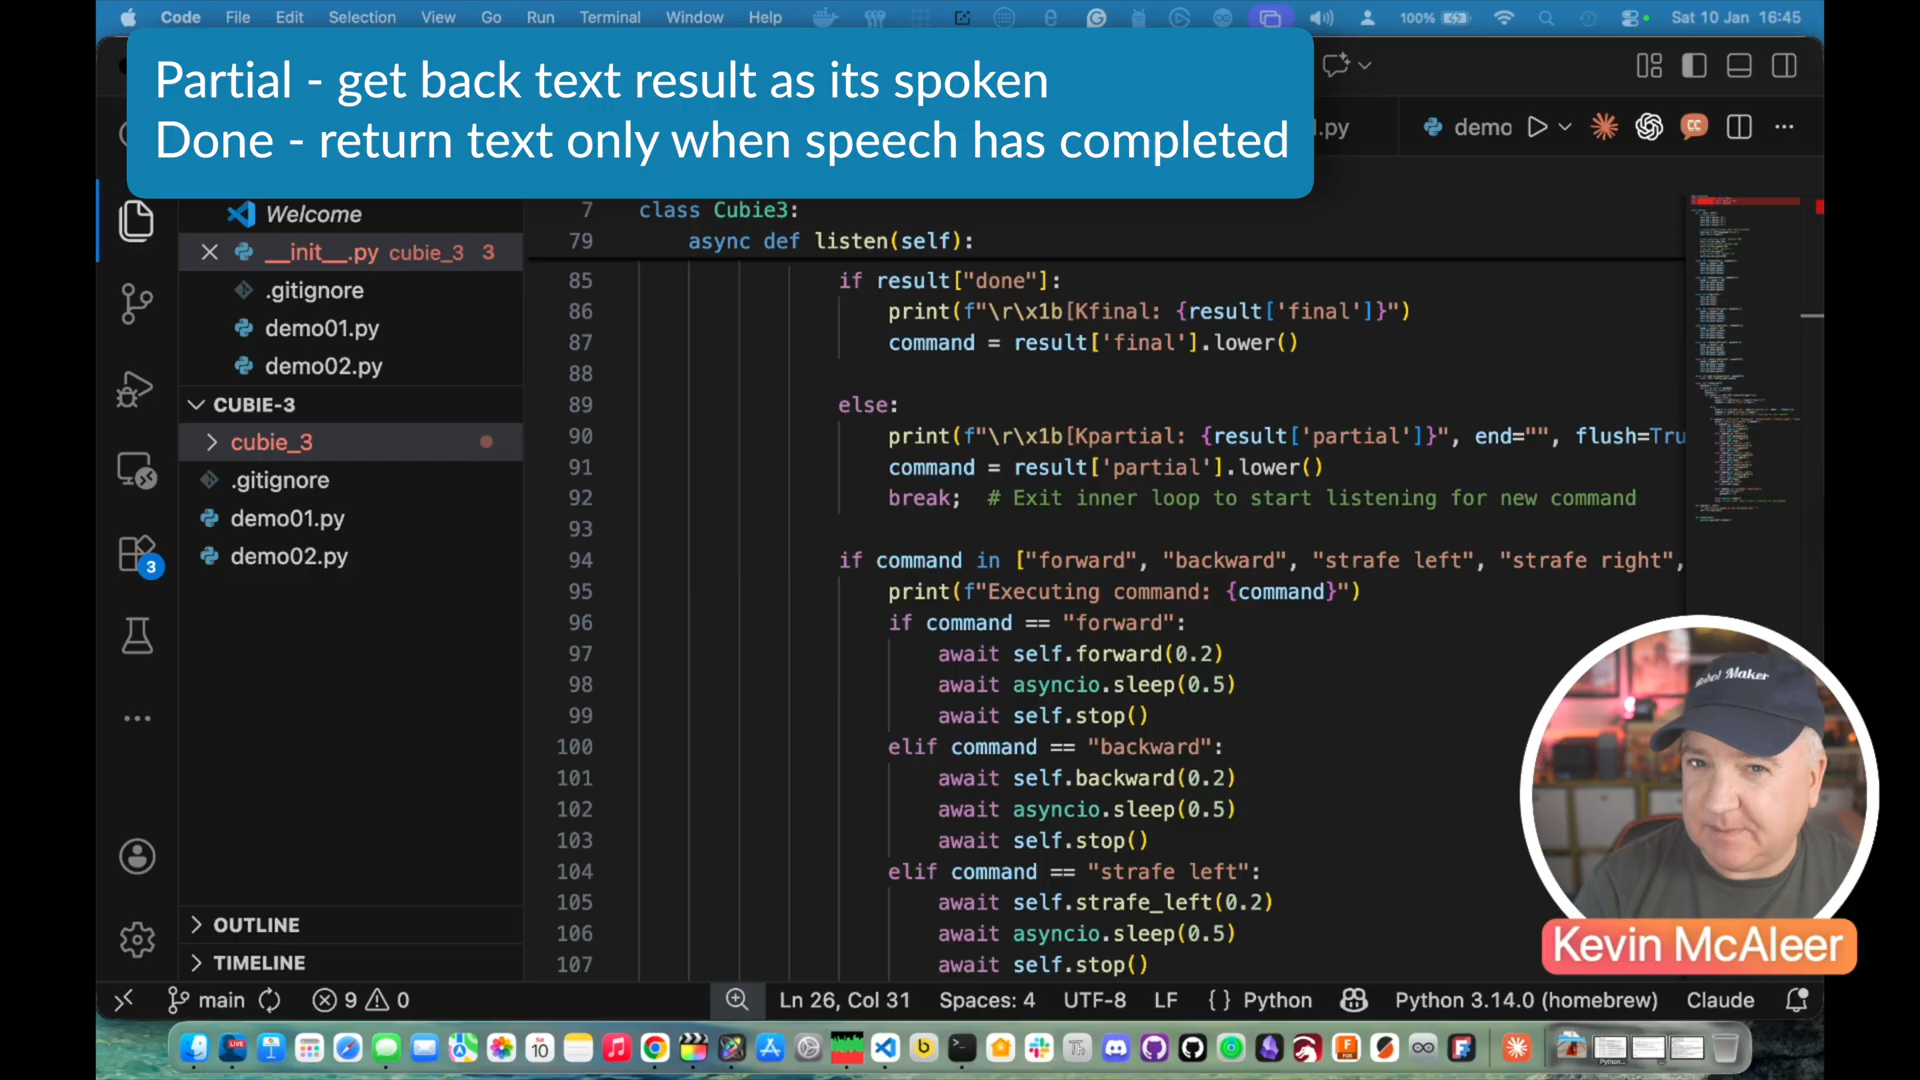 Code File Edit Selection View Go Run Terminal Window Help 100% Sat 10 Jan 16:45
Partial - get back text result as its spoken
Done - return text only when speech has completed
.py demo
Welcome
__init__.py cubie_3 3
.gitignore
demo01.py
demo02.py
CUBIE-3
cubie_3
.gitignore
demo01.py
demo02.py
3
OUTLINE
TIMELINE
7 class Cubie3:
79 async def listen(self):
85 if result["done"]:
86 print(f"\r\x1b[Kfinal: {result['final']}")
87 command = result['final'].lower()
88
89 else:
90 print(f"\r\x1b[Kpartial: {result['partial']}", end="", flush=Tru
91 command = result['partial'].lower()
92 break; # Exit inner loop to start listening for new command
93
94 if command in ["forward", "backward", "strafe left", "strafe right",
95 print(f"Executing command: {command}")
96 if command == "forward":
97 await self.forward(0.2)
98 await asyncio.sleep(0.5)
99 await self.stop()
100 elif command == "backward":
101 await self.backward(0.2)
102 await asyncio.sleep(0.5)
103 await self.stop()
104 elif command == "strafe left":
105 await self.strafe_left(0.2)
106 await asyncio.sleep(0.5)
107 await self.stop()
Kevin McAleer
main 9 0 Ln 26, Col 31 Spaces: 4 UTF-8 LF {} Python Python 3.14.0 (homebrew) Claude